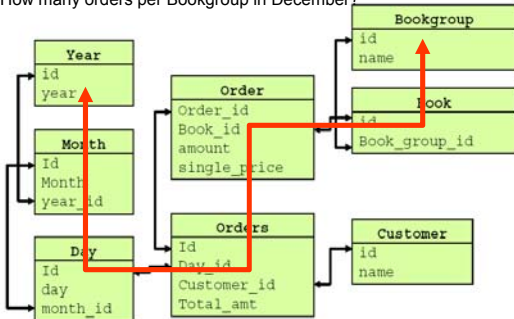 How many orders per Bookgroup in December?
Bookgroup
id
name
Year
id
year
Order
Order_id
Book_id
amount
single_price
Book
id
Book_group_id
Month
Id
Month
year_id
Orders
Id
Day_id
Customer_id
Total_amt
Customer
id
name
Day
Id
day
month_id